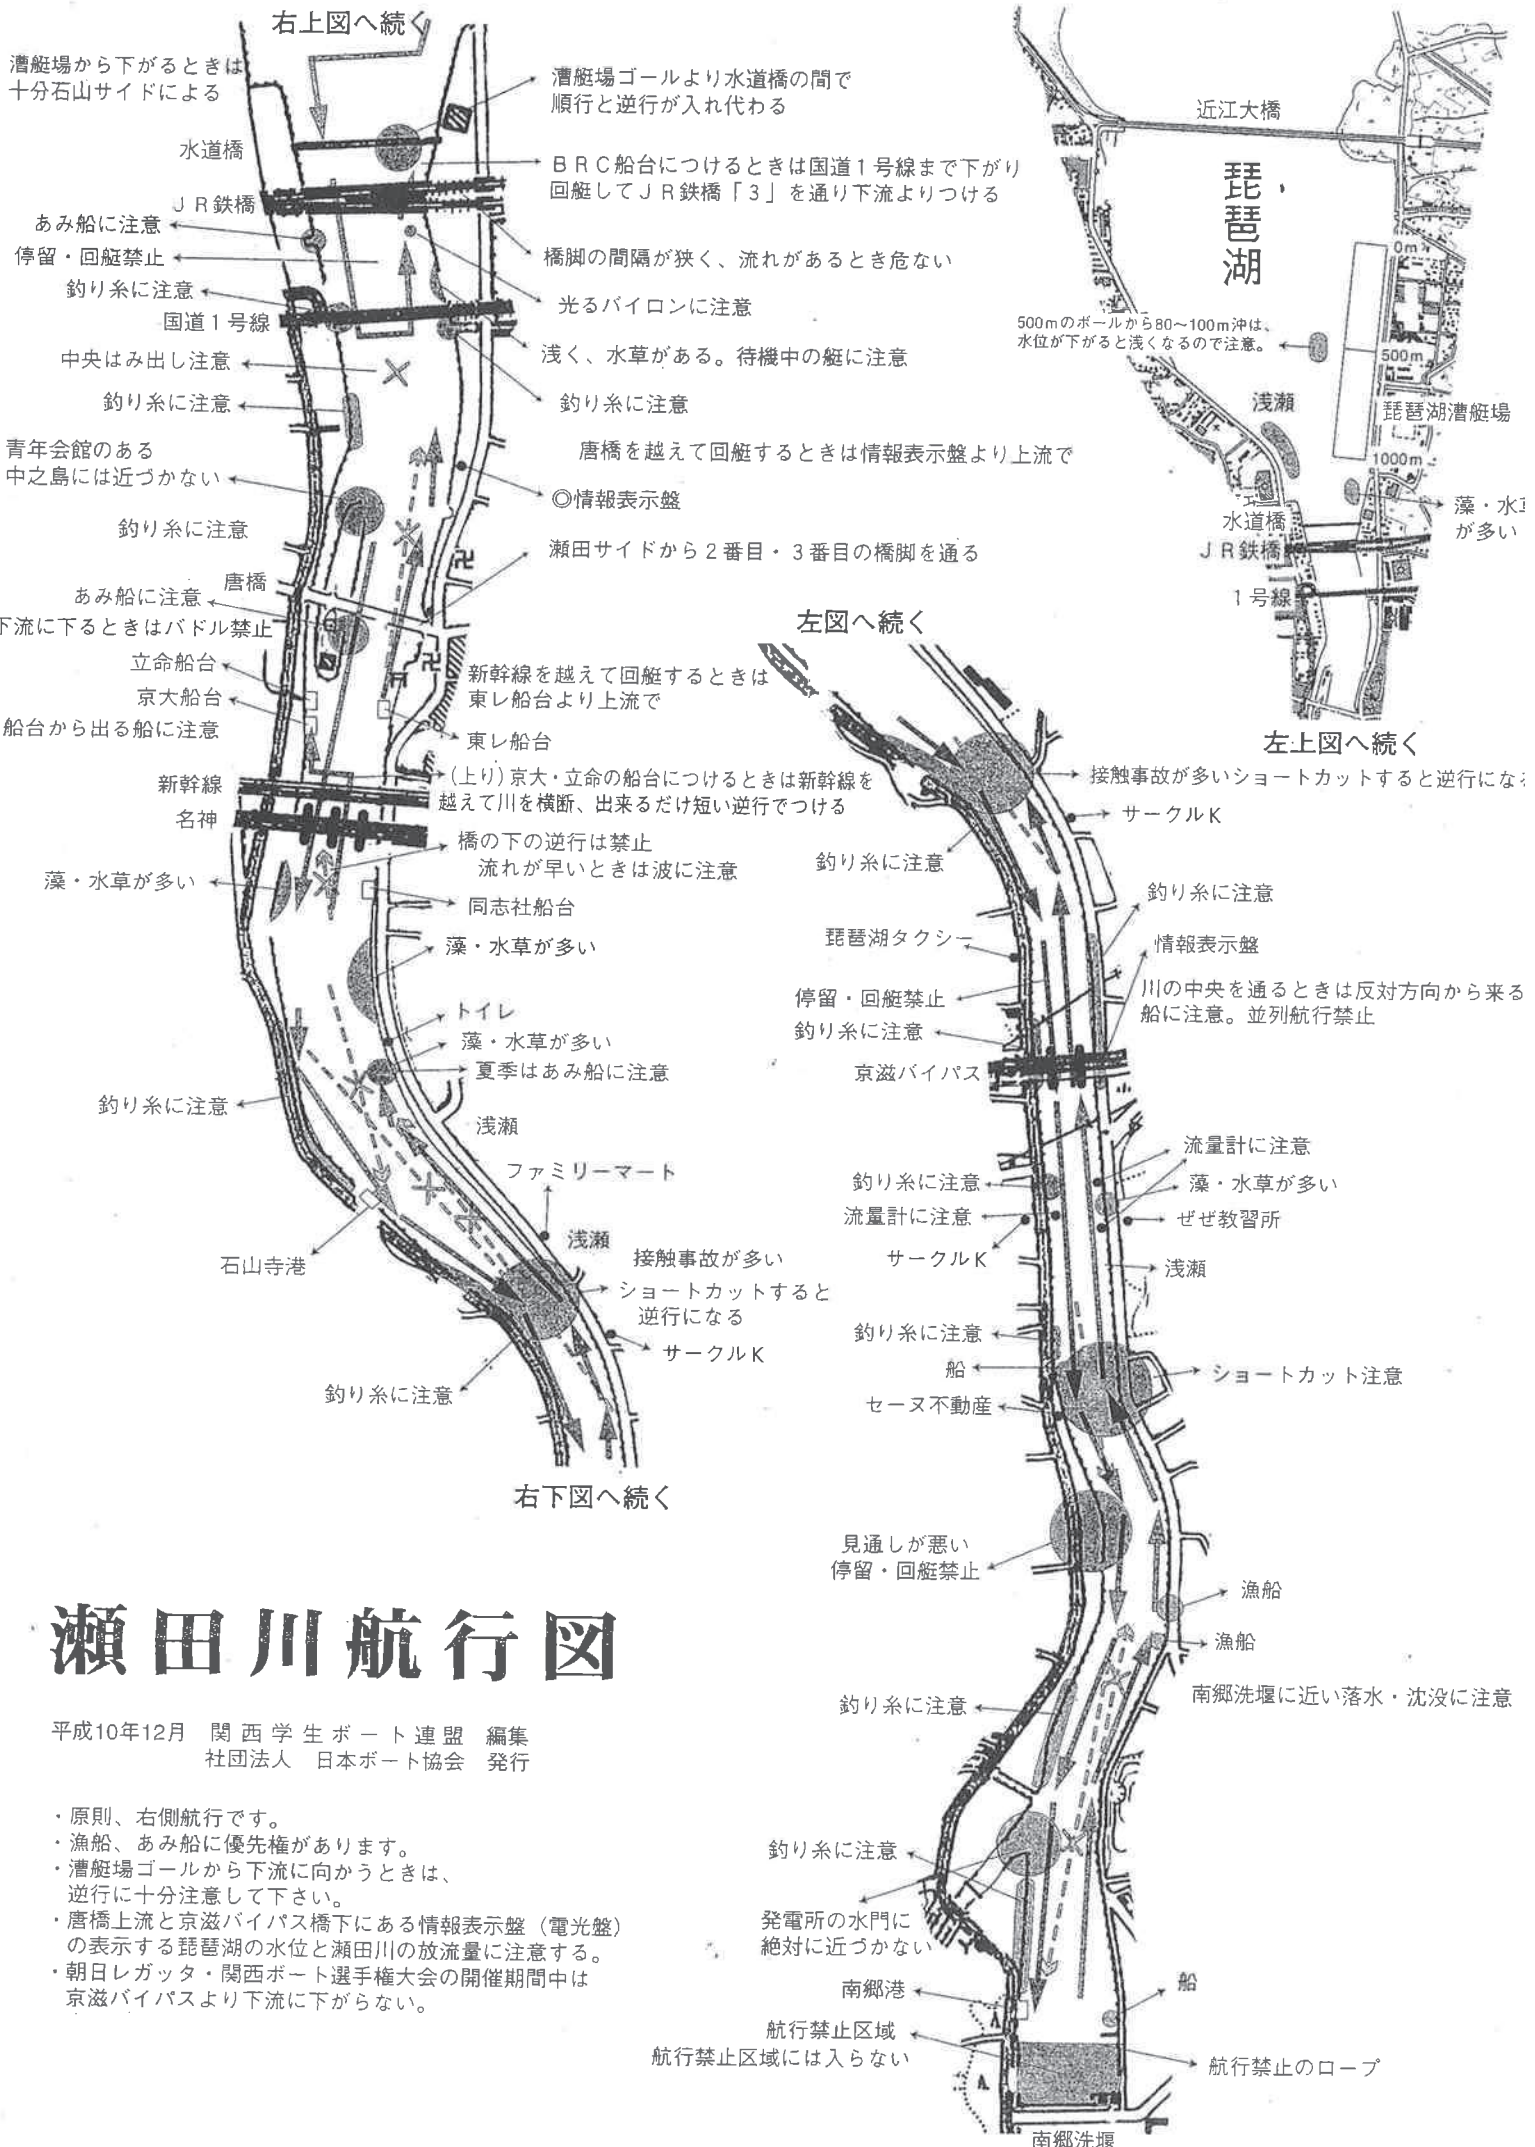 右上図へ続く
漕艇場から下がるときは
十分石山サイドによる
水道橋
ＪＲ鉄橋
あみ船に注意
停留・回艇禁止
釣り糸に注意
国道１号線
中央はみ出し注意
釣り糸に注意
青年会館のある
中之島には近づかない
釣り糸に注意
唐橋
あみ船に注意
下流に下るときはパドル禁止
立命船台
京大船台
船台から出る船に注意
新幹線
名神
藻・水草が多い
釣り糸に注意
石山寺港
釣り糸に注意
漕艇場ゴールより水道橋の間で
順行と逆行が入れ代わる
ＢＲＣ船台につけるときは国道１号線まで下がり
回艇してＪＲ鉄橋「３」を通り下流よりつける
橋脚の間隔が狭く、流れがあるとき危ない
光るパイロンに注意
浅く、水草がある。待機中の艇に注意
釣り糸に注意
唐橋を越えて回艇するときは情報表示盤より上流で
◎情報表示盤
瀬田サイドから２番目・３番目の橋脚を通る
新幹線を越えて回艇するときは
東レ船台より上流で
東レ船台
(上り)京大・立命の船台につけるときは新幹線を
越えて川を横断、出来るだけ短い逆行でつける
橋の下の逆行は禁止
流れが早いときは波に注意
同志社船台
藻・水草が多い
トイレ
藻・水草が多い
夏季はあみ船に注意
浅瀬
ファミリーマート
浅瀬
接触事故が多い
ショートカットすると
逆行になる
サークルＫ
右下図へ続く
近江大橋
琵琶湖
0m
500mのポールから80～100m沖は、
水位が下がると浅くなるので注意。
500m
浅瀬
琵琶湖漕艇場
1000m
藻・水草
が多い
水道橋
ＪＲ鉄橋
１号線
左上図へ続く
左図へ続く
接触事故が多いショートカットすると逆行になる
サークルＫ
釣り糸に注意
釣り糸に注意
琵琶湖タクシー
情報表示盤
停留・回艇禁止
川の中央を通るときは反対方向から来る
船に注意。並列航行禁止
釣り糸に注意
京滋バイパス
流量計に注意
釣り糸に注意
藻・水草が多い
流量計に注意
ぜぜ教習所
サークルＫ
浅瀬
釣り糸に注意
船
ショートカット注意
セーヌ不動産
見通しが悪い
停留・回艇禁止
漁船
漁船
南郷洗堰に近い落水・沈没に注意
釣り糸に注意
釣り糸に注意
発電所の水門に
絶対に近づかない
南郷港
船
航行禁止区域
航行禁止区域には入らない
航行禁止のロープ
南郷洗堰
瀬田川航行図
平成10年12月　関西学生ボート連盟　編集
社団法人　日本ボート協会　発行
・原則、右側航行です。
・漁船、あみ船に優先権があります。
・漕艇場ゴールから下流に向かうときは、
逆行に十分注意して下さい。
・唐橋上流と京滋バイパス橋下にある情報表示盤（電光盤）
の表示する琵琶湖の水位と瀬田川の放流量に注意する。
・朝日レガッタ・関西ボート選手権大会の開催期間中は
京滋バイパスより下流に下がらない。